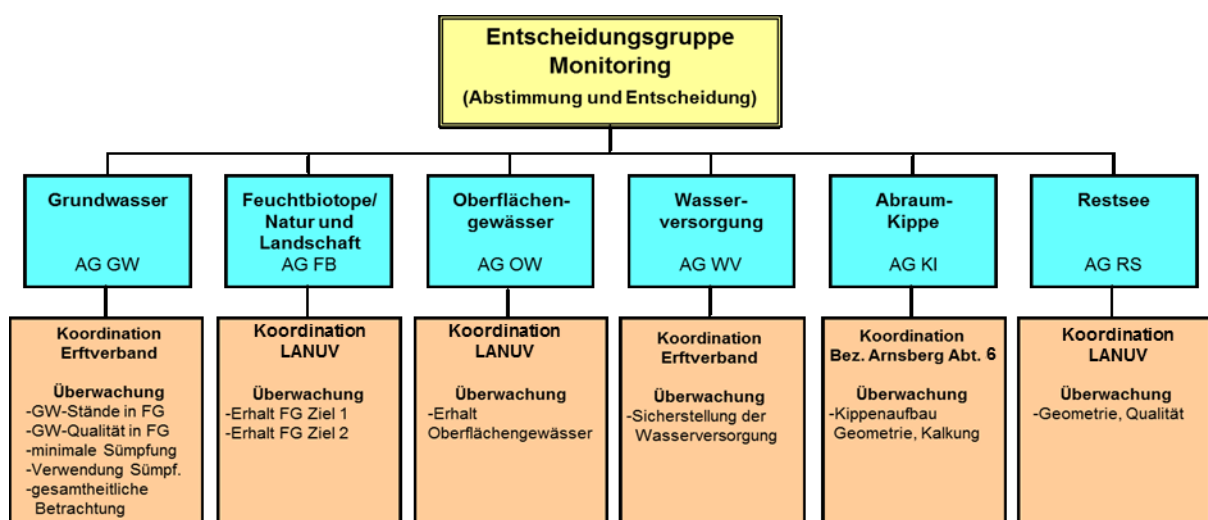 Entscheidungsgruppe
Monitoring
(Abstimmung und Entscheidung)
Grundwasser
AG GW
Feuchtbiotope/
Natur und
Landschaft
AG FB
Oberflächen-
gewässer
AG OW
Wasser-
versorgung
AG WV
Abraum-
Kippe
AG KI
Restsee
AG RS
Koordination
Erftverband
Überwachung
-GW-Stände in FG
-GW-Qualität in FG
-minimale Sümpfung
-Verwendung Sümpf.
-gesamtheitliche
Betrachtung
Koordination
LANUV
Überwachung
-Erhalt FG Ziel 1
-Erhalt FG Ziel 2
Koordination
LANUV
Überwachung
-Erhalt
Oberflächengewässer
Koordination
Erftverband
Überwachung
-Sicherstellung der
Wasserversorgung
Koordination
Bez. Arnsberg Abt. 6
Überwachung
-Kippenaufbau
Geometrie, Kalkung
Koordination
LANUV
Überwachung
-Geometrie, Qualität